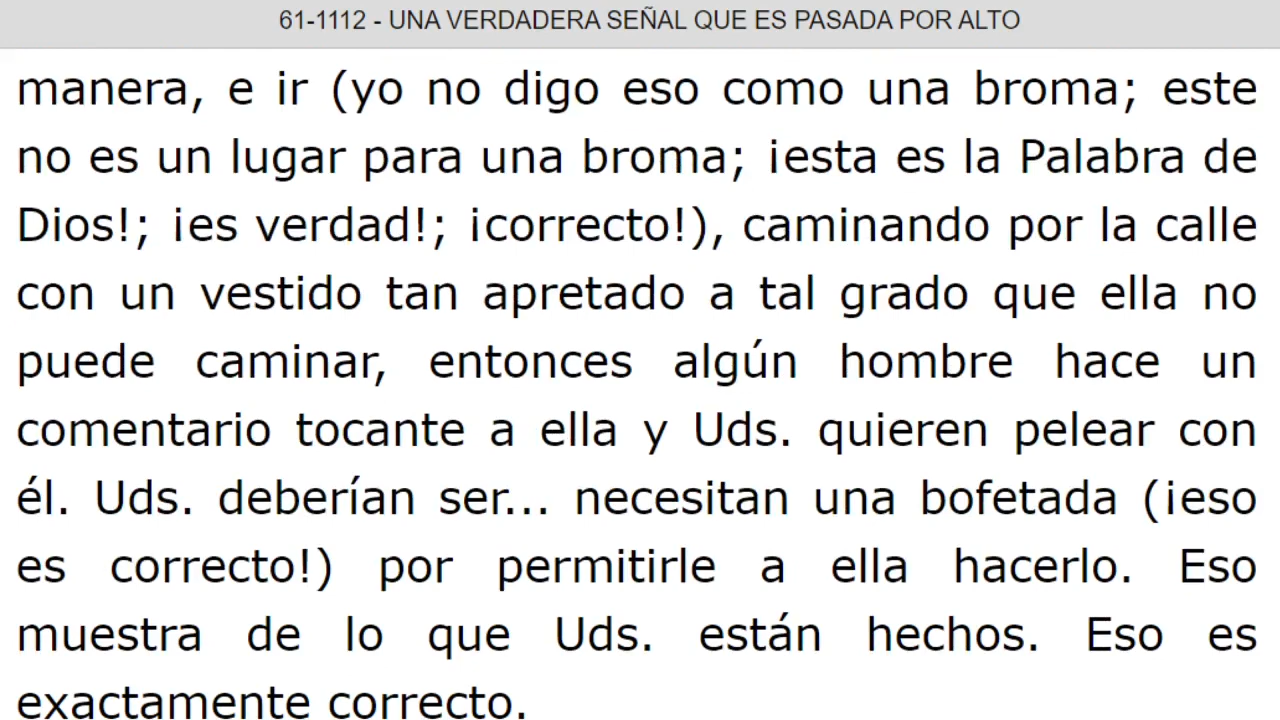 61-1112 - UNA VERDADERA SEÑAL QUE ES PASADA POR ALTO
manera, e ir (yo no digo eso como una broma; este
no es un lugar para una broma; ¡esta es la Palabra de
Dios!; ¡es verdad!; ¡correcto!), caminando por la calle
con un vestido tan apretado a tal grado que ella no
puede caminar, entonces algún hombre hace un
comentario tocante a ella y Uds. quieren pelear con
él. Uds. deberían ser... necesitan una bofetada (¡eso
es correcto!) por permitirle a ella hacerlo. Eso
muestra de lo que Uds. están hechos. Eso es
exactamente correcto.